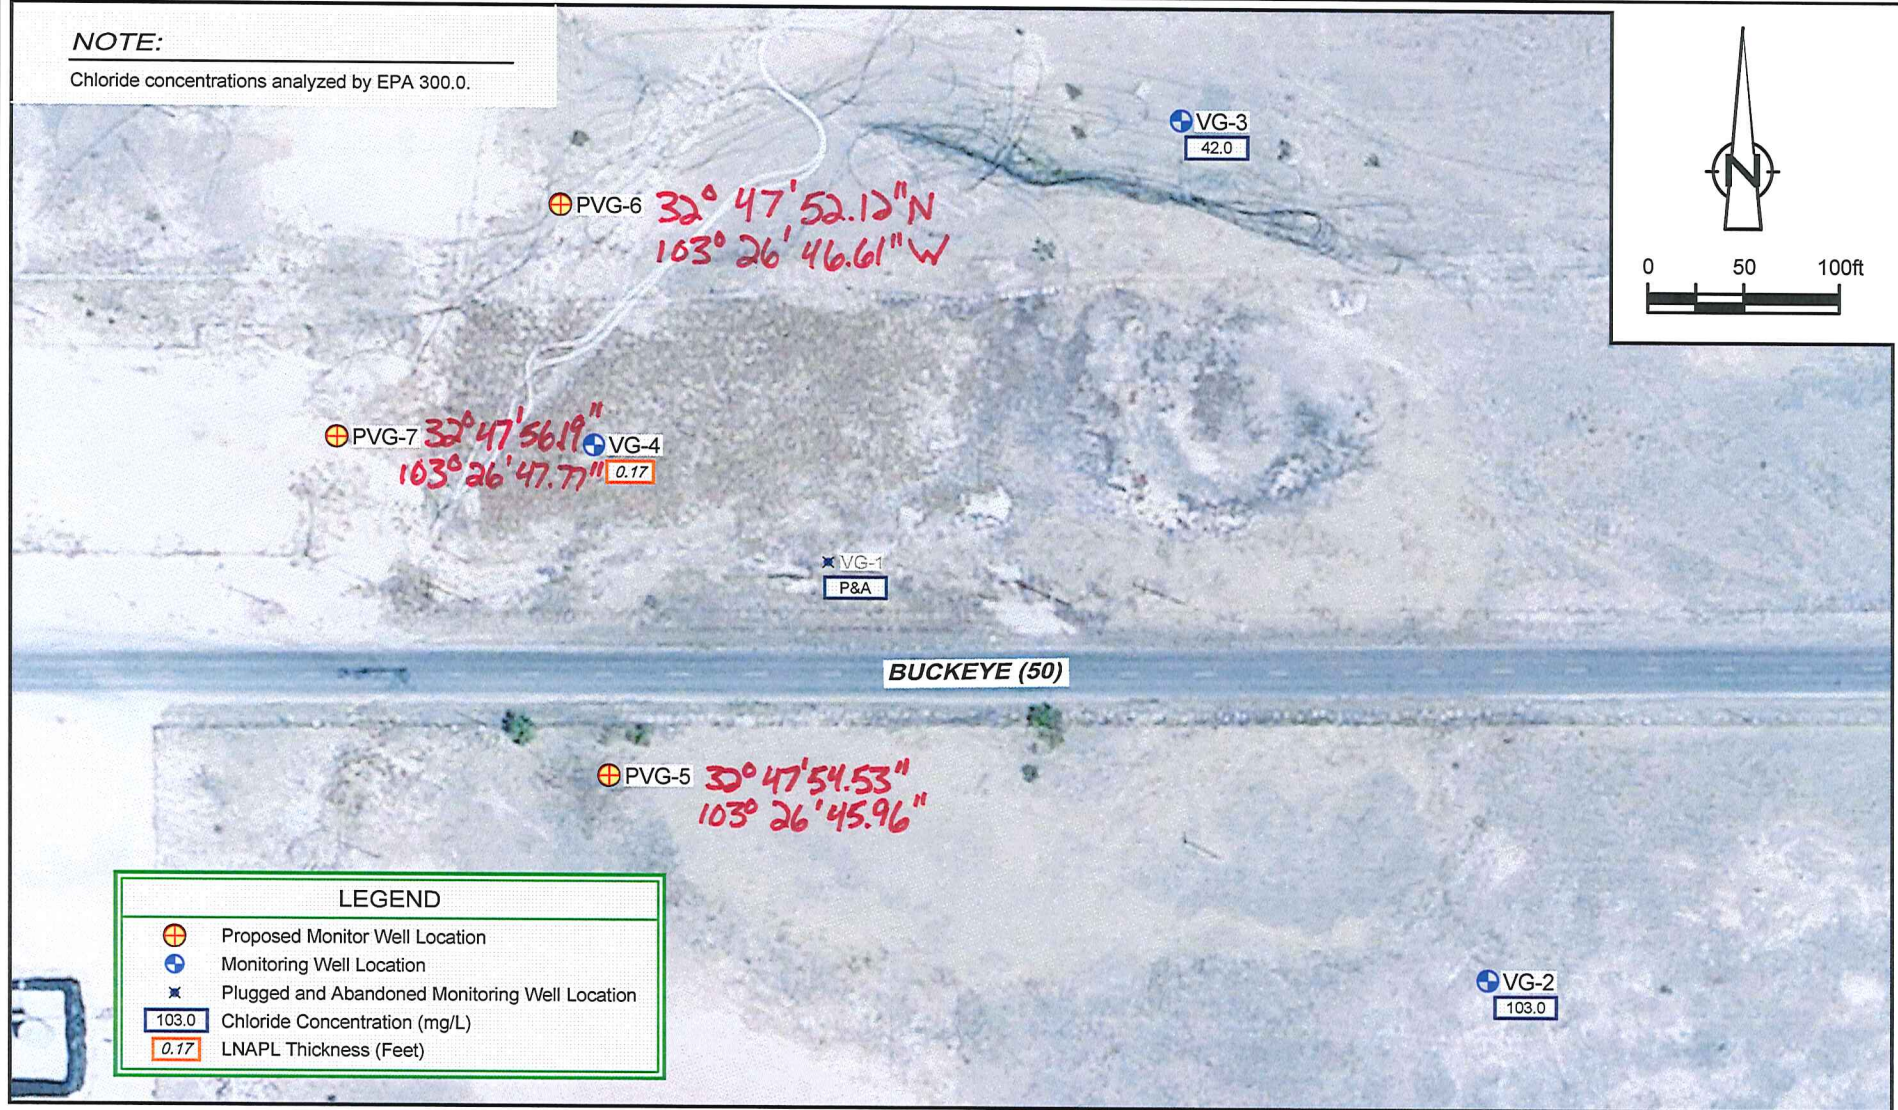 NOTE:
Chloride concentrations analyzed by EPA 300.0.
VG-3
42.0
N
0 50 100ft
PVG-6 32° 47' 52.12" N
103° 26' 46.61" W
PVG-7 32° 47' 56.19"
103° 26' 47.77"
VG-4
0.17
VG-1
P&A
BUCKEYE (50)
PVG-5 32° 47' 54.53"
103° 26' 45.96"
LEGEND
Proposed Monitor Well Location
Monitoring Well Location
Plugged and Abandoned Monitoring Well Location
103.0 Chloride Concentration (mg/L)
0.17 LNAPL Thickness (Feet)
VG-2
103.0